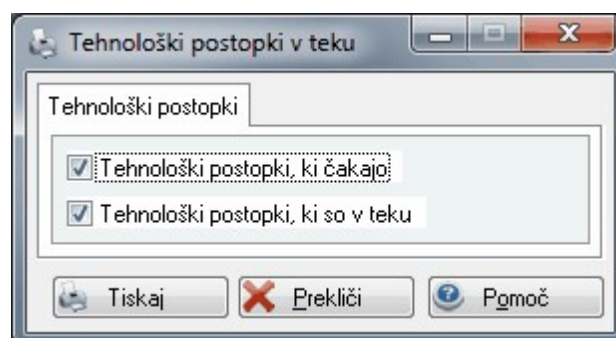 Tehnološki postopki v teku
Tehnološki postopki
Tehnološki postopki, ki čakajo
Tehnološki postopki, ki so v teku
Tiskaj Prekliči Pomoč